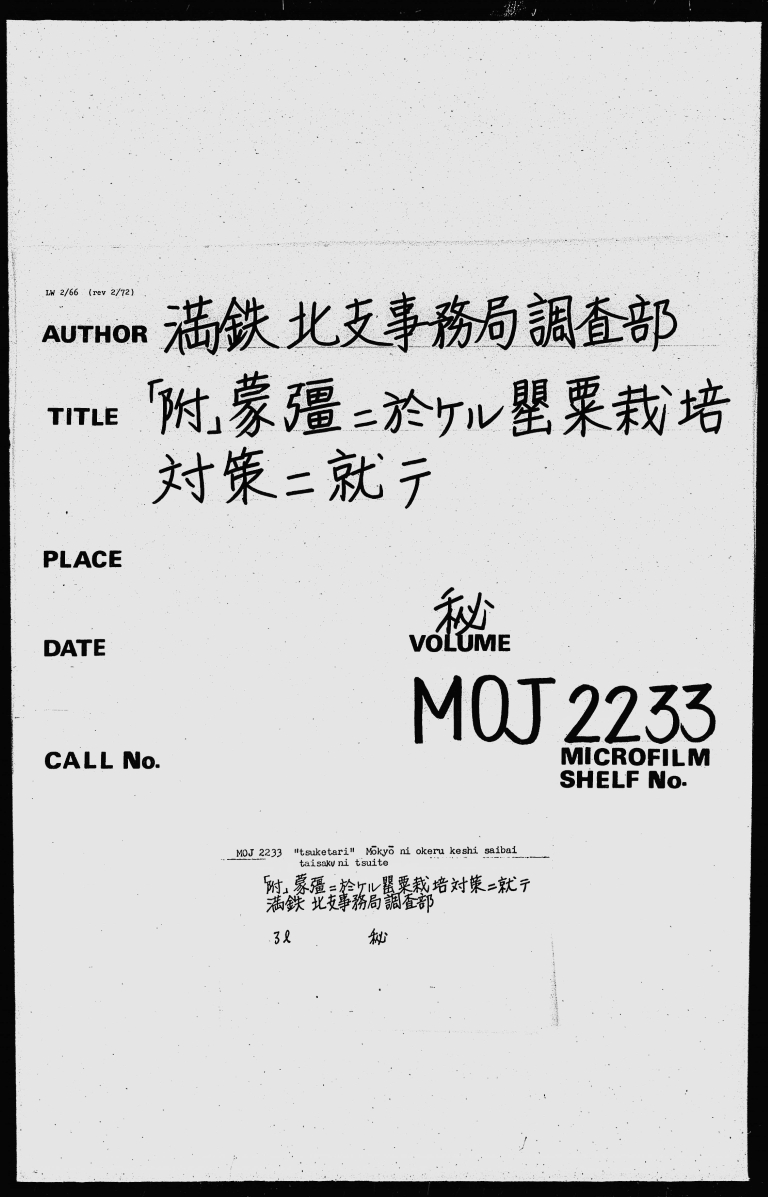 LW 2/66 (rev 2/72)
AUTHOR 満鉄 北支事務局調査部
TITLE 「附」蒙彊ニ於ケル罌粟栽培
対策ニ就テ
PLACE
秘
DATE
VOLUME
MOJ 2233
CALL No.
MICROFILM
SHELF No.
MOJ 2233 "tsuketari" Mōkyō ni okeru keshi saibai
taisaku ni tsuite
「附」蒙彊ニ於ケル罌粟栽培対策ニ就テ
満鉄 北支事務局調査部
3ℓ 秘